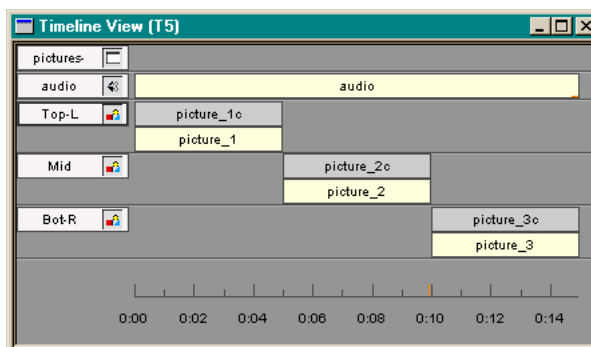 Timeline View (T5)
pictures-
audio audio
Top-L picture_1c
picture_1
Mid picture_2c
picture_2
Bot-R picture_3c
picture_3
0:00 0:02 0:04 0:06 0:08 0:10 0:12 0:14